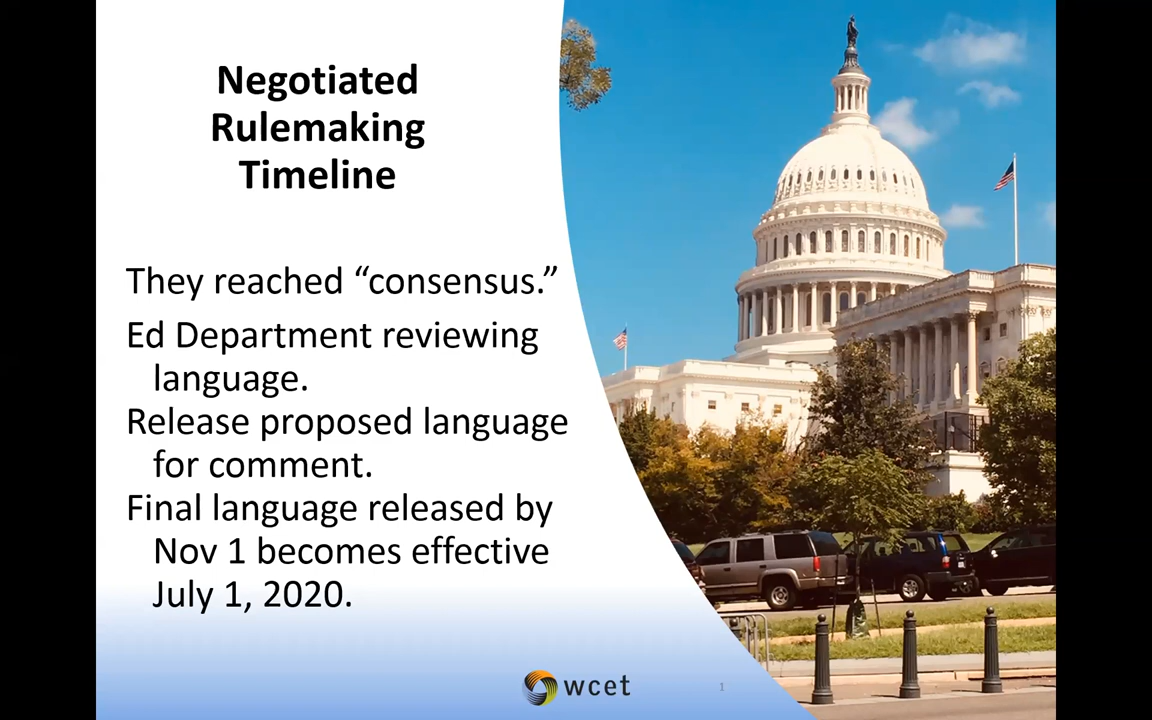 Negotiated
Rulemaking
Timeline
They reached “consensus.”
Ed Department reviewing
language.
Release proposed language
for comment.
Final language released by
Nov 1 becomes effective
July 1, 2020.
wcet
1